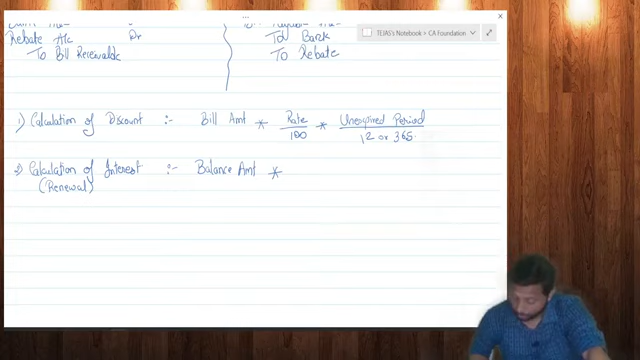 Rebate A/c Dr
To Bill Receivable
To Bank
To Rebate
TEJAS's Notebook > CA Foundation
1) Calculation of Discount :- Bill Amt * Rate/100 * Unexpired Period/12 or 365.
2) Calculation of Interest :- Balance Amt *
(Renewal)